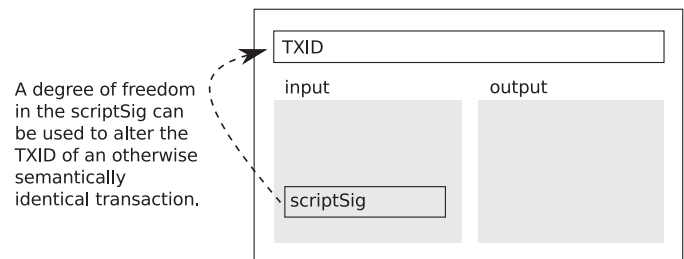 TXID
input
output
scriptSig
A degree of freedom
in the scriptSig can
be used to alter the
TXID of an otherwise
semantically
identical transaction.